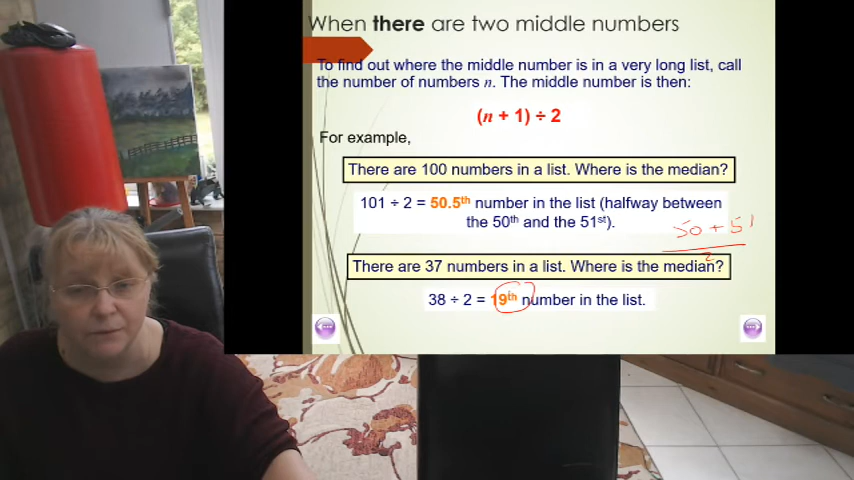 When there are two middle numbers
To find out where the middle number is in a very long list, call
the number of numbers n. The middle number is then:
(n + 1) ÷ 2
For example,
There are 100 numbers in a list. Where is the median?
101 ÷ 2 = 50.5th number in the list (halfway between
the 50th and the 51st).
50 + 51
2
There are 37 numbers in a list. Where is the median?
38 ÷ 2 = 19th number in the list.